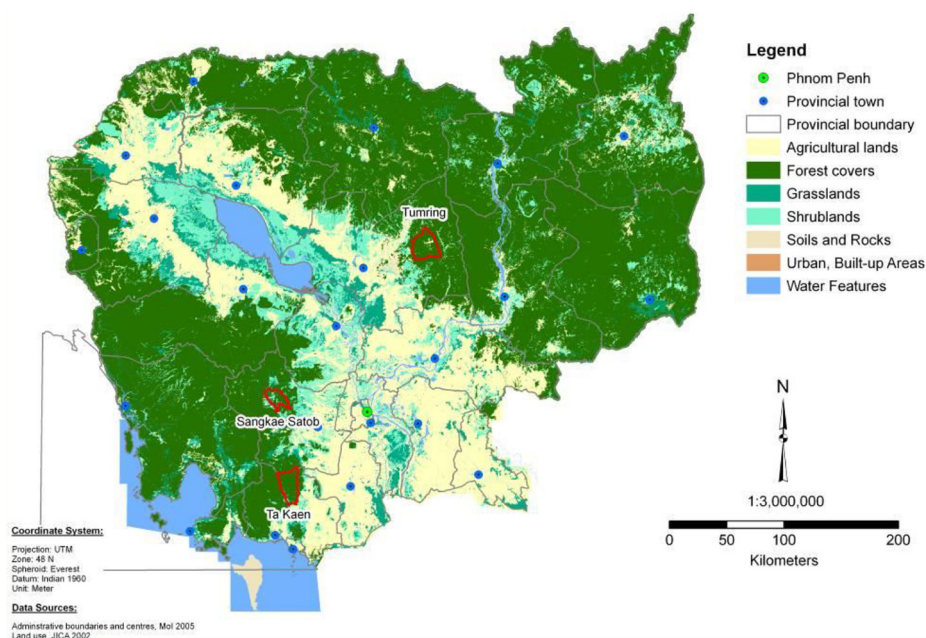 Legend
Phnom Penh
Provincial town
Provincial boundary
Agricultural lands
Forest covers
Grasslands
Shrublands
Soils and Rocks
Urban, Built-up Areas
Water Features
Tumring
Sangkae Satob
Ta Kaen
N
1:3,000,000
0 50 100 200
Kilometers
Coordinate System:
Projection: UTM
Zone: 48 N
Spheroid: Everest
Datum: Indian 1960
Unit: Meter
Data Sources:
Adminstrative boundaries and centres, MoI 2005
Land use, JICA 2002